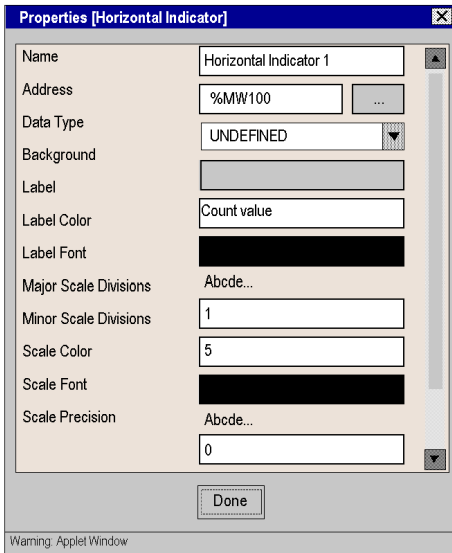 Properties [Horizontal Indicator]
Name
Horizontal Indicator 1
Address
%MW100
...
Data Type
UNDEFINED
Background
Label
Count value
Label Color
Label Font
Abcde...
Major Scale Divisions
1
Minor Scale Divisions
5
Scale Color
Scale Font
Abcde...
Scale Precision
0
Done
Warning: Applet Window